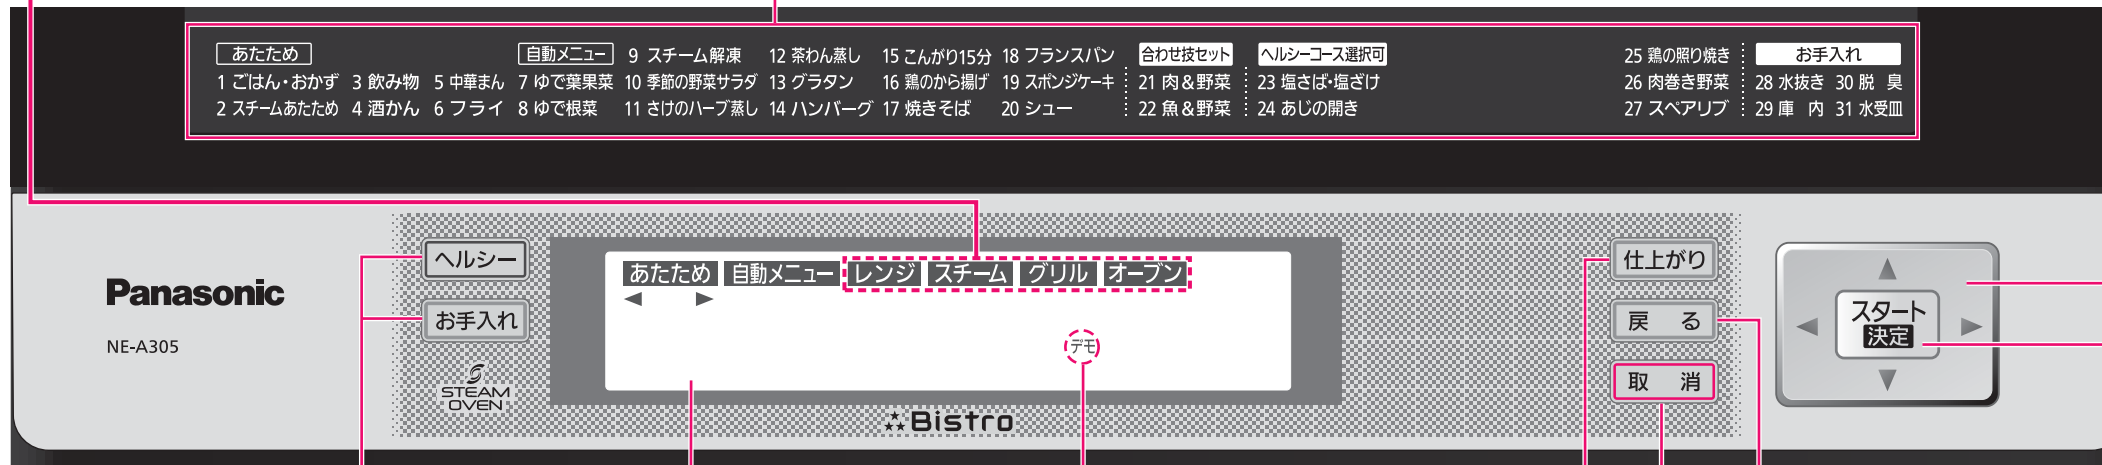 あたため 自動メニュー 9 スチーム解凍 12 茶わん蒸し 15 こんがり15分 18 フランスパン 合わせ技セット ヘルシーコース選択可 25 鶏の照り焼き お手入れ
1 ごはん・おかず 3 飲み物 5 中華まん 7 ゆで葉果菜 10 季節の野菜サラダ 13 グラタン 16 鶏のから揚げ 19 スポンジケーキ 21 肉&野菜 23 塩さば・塩ざけ 26 肉巻き野菜 28 水抜き 30 脱 臭
2 スチームあたため 4 酒かん 6 フライ 8 ゆで根菜 11 さけのハーブ蒸し 14 ハンバーグ 17 焼きそば 20 シュー 22 魚&野菜 24 あじの開き 27 スペアリブ 29 庫 内 31 水受皿
Panasonic
NE-A305
ヘルシー
お手入れ
STEAM
OVEN
あたため 自動メニュー レンジ スチーム グリル オーブン
デモ
Bistro
仕上がり
戻 る
取 消
スタート
決定